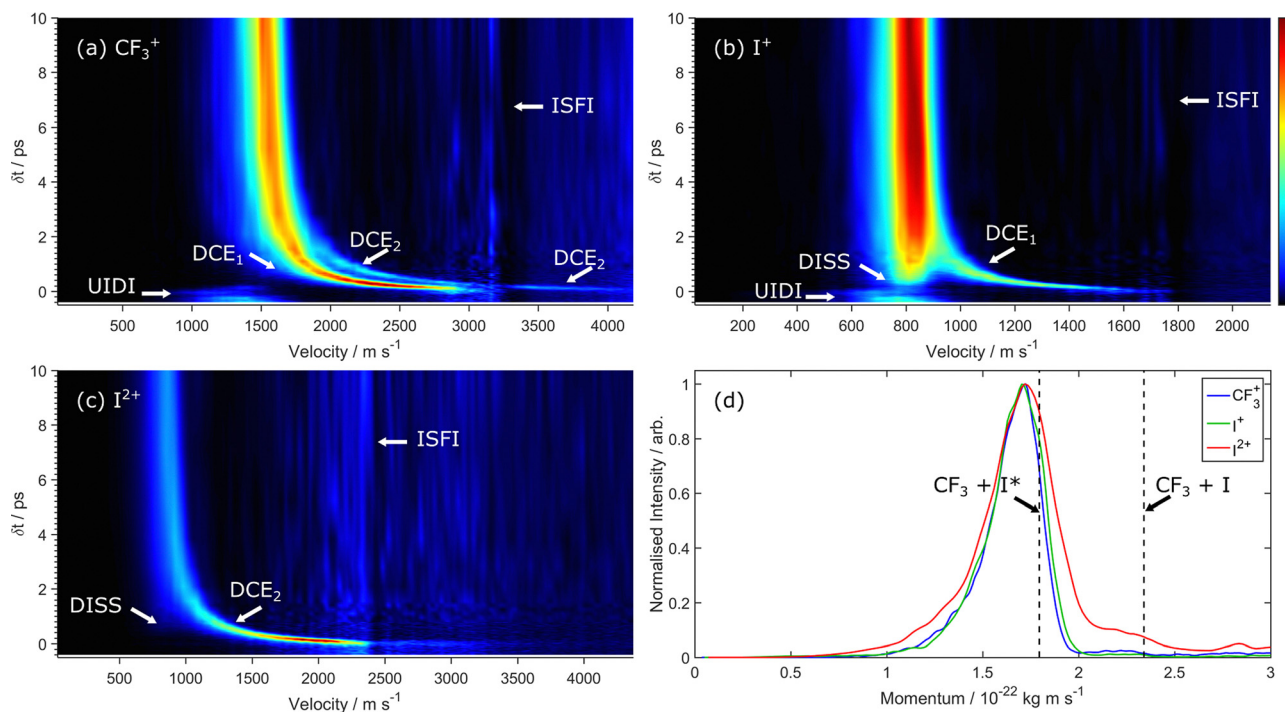 (a) CF₃⁺
ISFI
DCE₁
DCE₂
DCE₂
UIDI
δt / ps
10
8
6
4
2
0
500 1000 1500 2000 2500 3000 3500 4000
Velocity / m s⁻¹
(b) I⁺
ISFI
DCE₁
DISS
UIDI
δt / ps
10
8
6
4
2
0
200 400 600 800 1000 1200 1400 1600 1800 2000
Velocity / m s⁻¹
(c) I²⁺
ISFI
DCE₂
DISS
δt / ps
10
8
6
4
2
0
500 1000 1500 2000 2500 3000 3500 4000
Velocity / m s⁻¹
(d)
CF₃⁺
I⁺
I²⁺
CF₃ + I*
CF₃ + I
Normalised Intensity / arb.
1
0.8
0.6
0.4
0.2
0
0 0.5 1 1.5 2 2.5 3
Momentum / 10⁻²² kg m s⁻¹